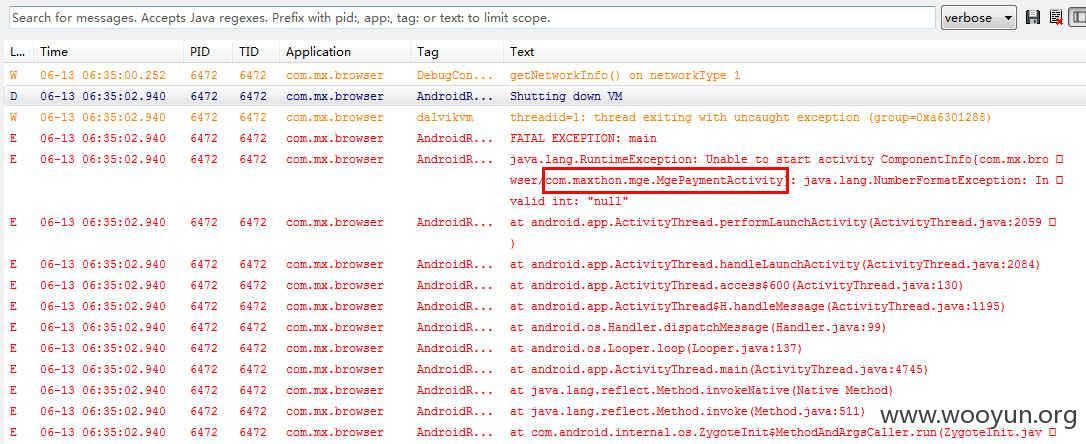 Search for messages. Accepts Java regexes. Prefix with pid:, app:, tag: or text: to limit scope. verbose
L... Time PID TID Application Tag Text
W 06-13 06:35:00.252 6472 6472 com.mx.browser DebugCon... getNetworkInfo() on networkType 1
D 06-13 06:35:02.940 6472 6472 com.mx.browser AndroidR... Shutting down VM
W 06-13 06:35:02.940 6472 6472 com.mx.browser dalvikvm threadid=1: thread exiting with uncaught exception (group=0xa6301288)
E 06-13 06:35:02.940 6472 6472 com.mx.browser AndroidR... FATAL EXCEPTION: main
E 06-13 06:35:02.940 6472 6472 com.mx.browser AndroidR... java.lang.RuntimeException: Unable to start activity ComponentInfo{com.mx.bro
wser/com.maxthon.mge.MgePaymentActivity}: java.lang.NumberFormatException: In
valid int: "null"
E 06-13 06:35:02.940 6472 6472 com.mx.browser AndroidR... at android.app.ActivityThread.performLaunchActivity(ActivityThread.java:2059
)
E 06-13 06:35:02.940 6472 6472 com.mx.browser AndroidR... at android.app.ActivityThread.handleLaunchActivity(ActivityThread.java:2084)
E 06-13 06:35:02.940 6472 6472 com.mx.browser AndroidR... at android.app.ActivityThread.access$600(ActivityThread.java:130)
E 06-13 06:35:02.940 6472 6472 com.mx.browser AndroidR... at android.app.ActivityThread$H.handleMessage(ActivityThread.java:1195)
E 06-13 06:35:02.940 6472 6472 com.mx.browser AndroidR... at android.os.Handler.dispatchMessage(Handler.java:99)
E 06-13 06:35:02.940 6472 6472 com.mx.browser AndroidR... at android.os.Looper.loop(Looper.java:137)
E 06-13 06:35:02.940 6472 6472 com.mx.browser AndroidR... at android.app.ActivityThread.main(ActivityThread.java:4745)
E 06-13 06:35:02.940 6472 6472 com.mx.browser AndroidR... at java.lang.reflect.Method.invokeNative(Native Method)
E 06-13 06:35:02.940 6472 6472 com.mx.browser AndroidR... at java.lang.reflect.Method.invoke(Method.java:511)
E 06-13 06:35:02.940 6472 6472 com.mx.browser AndroidR... at com.android.internal.os.ZygoteInit$MethodAndArgsCaller.run(ZygoteInit.jav
www.wooyun.org